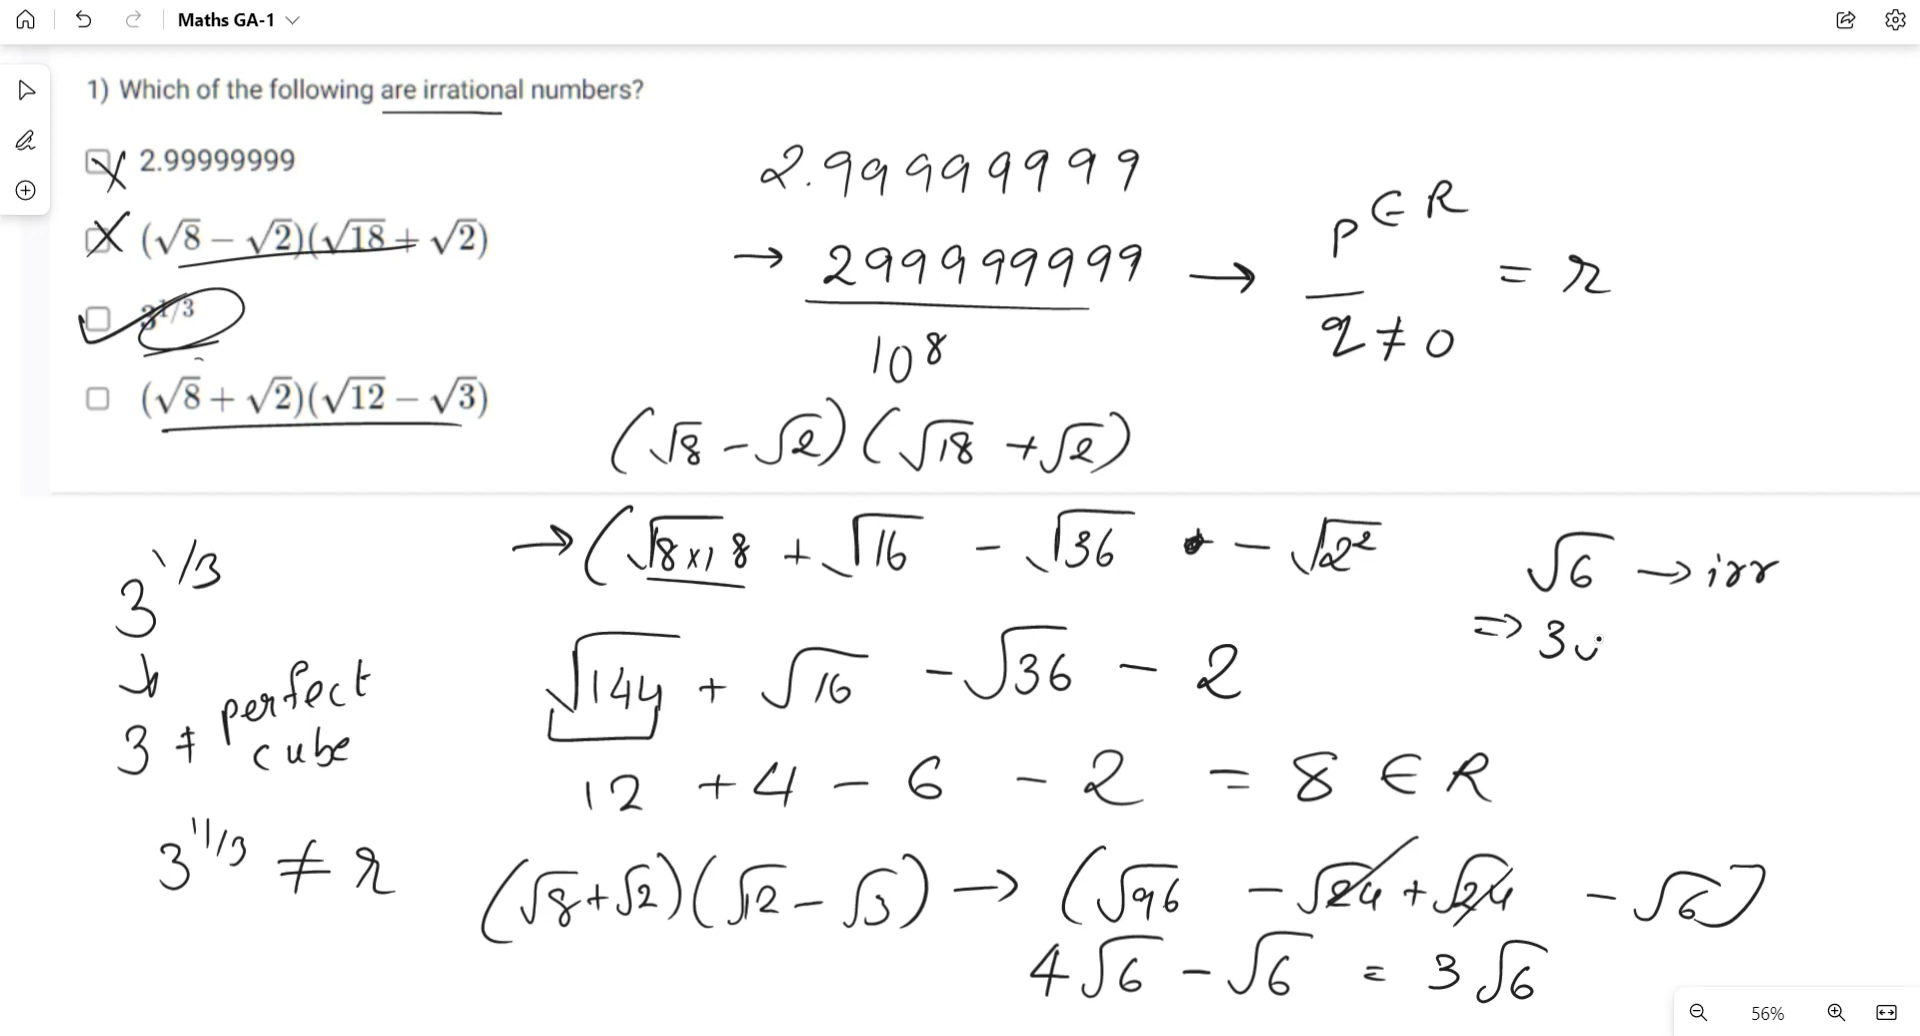 Maths GA-1
1) Which of the following are irrational numbers?
2.99999999
(√8 − √2)(√18 + √2)
3^1/3
(√8 + √2)(√12 − √3)
2.99999999
→ 299999999 / 10^8 → p ∈ R / q ≠ 0 = r
(√8 − √2)(√18 + √2)
→ (√8×18 + √16 − √36 − √2²
√144 + √16 − √36 − 2
12 + 4 − 6 − 2 = 8 ∈ R
3^1/3
↓
3 ≠ perfect cube
3^11/3 ≠ r
(√8+√2)(√12 − √3) → (√96 − √24 + √24 − √6)
4√6 − √6 = 3√6
√6 → irr
⇒ 3
56%